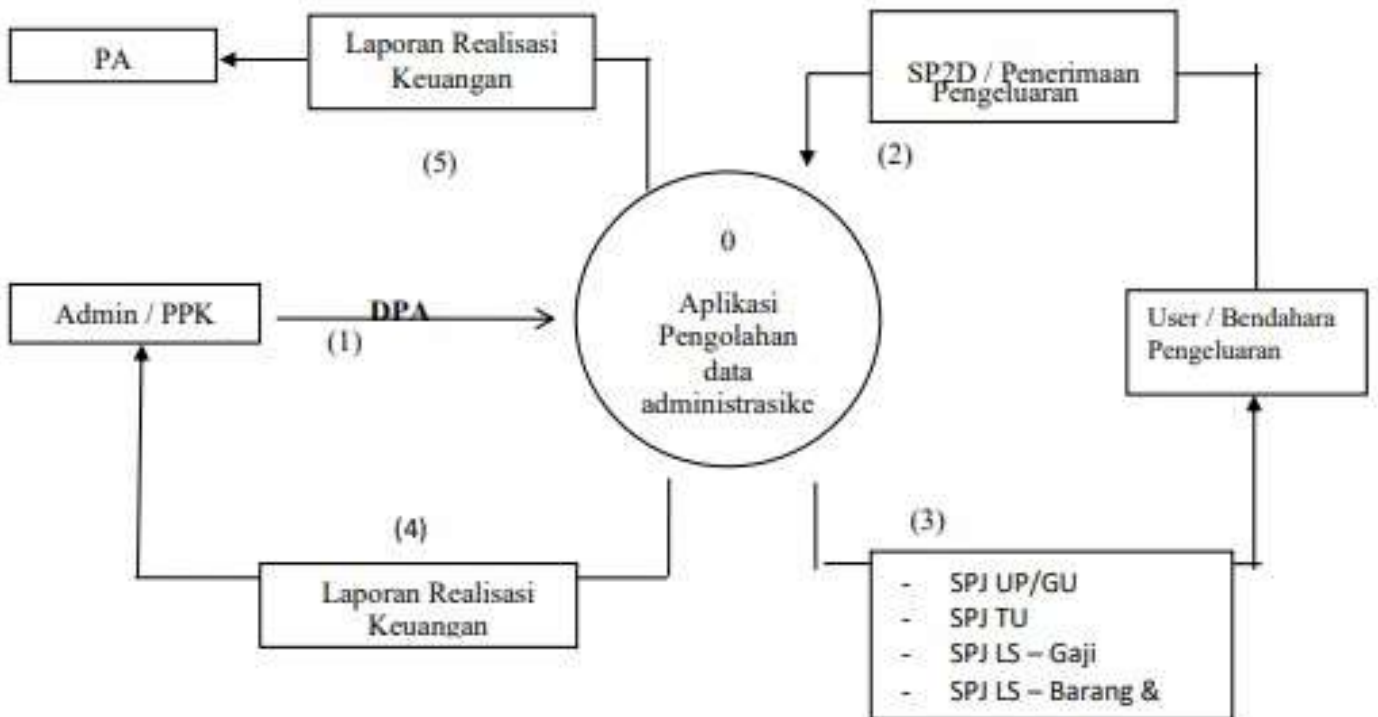 PA
Laporan Realisasi
Keuangan
SP2D / Penerimaan
Pengeluaran
(5)
(2)
0
Aplikasi
Pengolahan
data
administrasike
Admin / PPK
DPA
(1)
User / Bendahara
Pengeluaran
(4)
Laporan Realisasi
Keuangan
(3)
- SPJ UP/GU
- SPJ TU
- SPJ LS – Gaji
- SPJ LS – Barang &